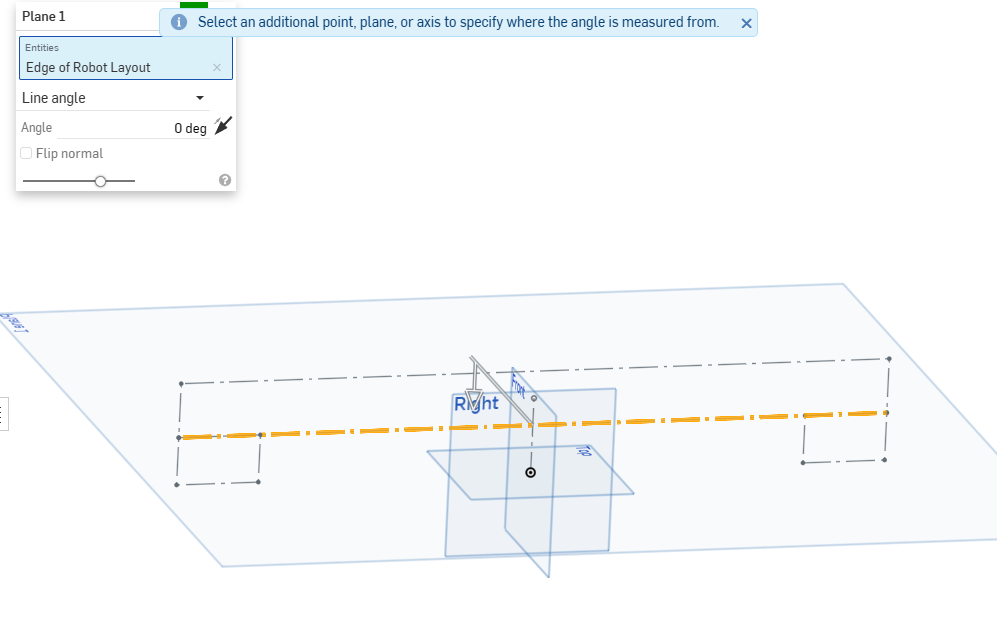 Plane 1
Select an additional point, plane, or axis to specify where the angle is measured from.
Entities
Edge of Robot Layout
Line angle
Angle 0 deg
Flip normal
Plane 1
Front
Right
Top